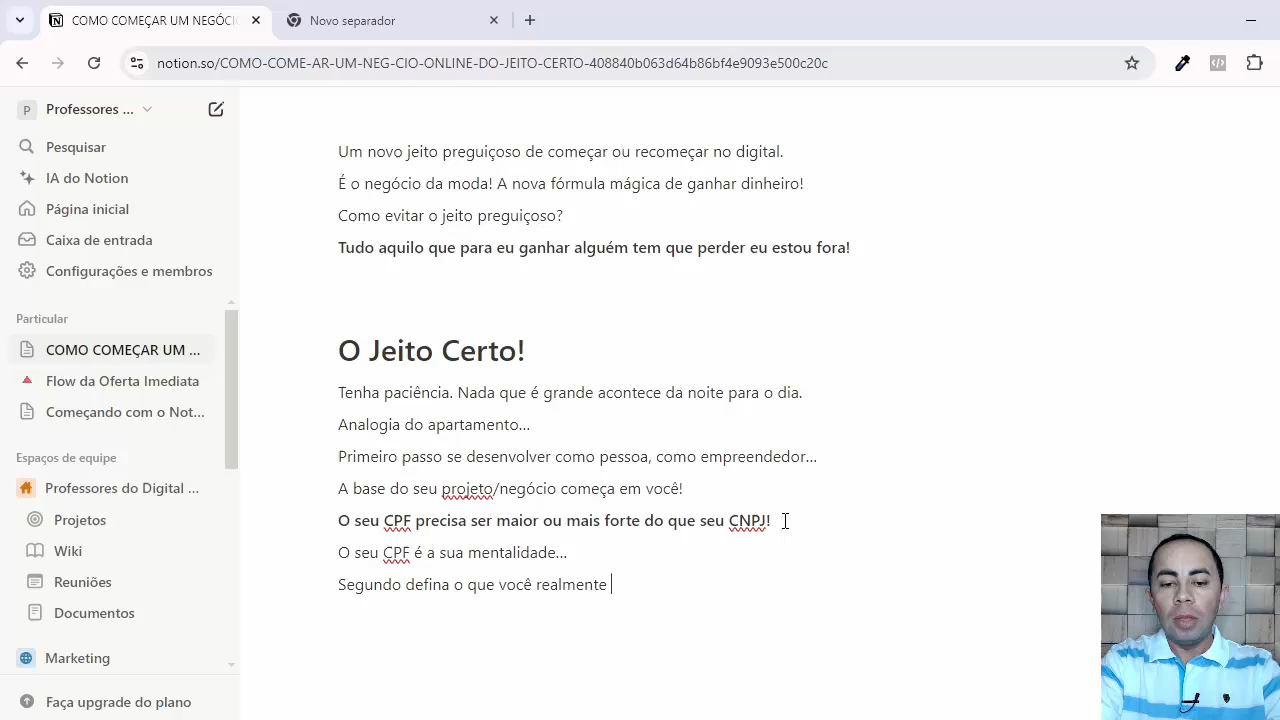 COMO COMEÇAR UM NEGÓCI
Novo separador
notion.so/COMO-COME-AR-UM-NEG-CIO-ONLINE-DO-JEITO-CERTO-408840b063d64b86bf4e9093e500c20c
P Professores ...
Pesquisar
IA do Notion
Página inicial
Caixa de entrada
Configurações e membros
Particular
COMO COMEÇAR UM ...
Flow da Oferta Imediata
Começando com o Not...
Espaços de equipe
Professores do Digital ...
Projetos
Wiki
Reuniões
Documentos
Marketing
Faça upgrade do plano
Um novo jeito preguiçoso de começar ou recomeçar no digital.
É o negócio da moda! A nova fórmula mágica de ganhar dinheiro!
Como evitar o jeito preguiçoso?
Tudo aquilo que para eu ganhar alguém tem que perder eu estou fora!
O Jeito Certo!
Tenha paciência. Nada que é grande acontece da noite para o dia.
Analogia do apartamento...
Primeiro passo se desenvolver como pessoa, como empreendedor...
A base do seu projeto/negócio começa em você!
O seu CPF precisa ser maior ou mais forte do que seu CNPJ!
O seu CPF é a sua mentalidade...
Segundo defina o que você realmente